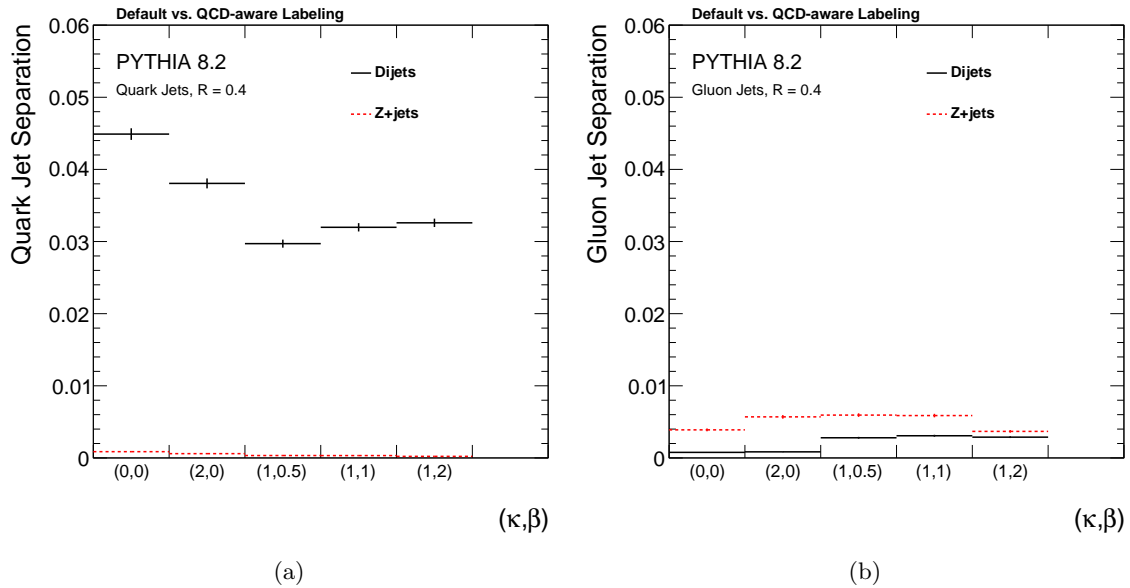 Default vs. QCD-aware Labeling
Quark Jet Separation
0.06
0.05
0.04
0.03
0.02
0.01
0
PYTHIA 8.2
Quark Jets, R = 0.4
Dijets
Z+jets
(0,0) (2,0) (1,0.5) (1,1) (1,2)
(κ,β)
(a)
Default vs. QCD-aware Labeling
Gluon Jet Separation
0.06
0.05
0.04
0.03
0.02
0.01
0
PYTHIA 8.2
Gluon Jets, R = 0.4
Dijets
Z+jets
(0,0) (2,0) (1,0.5) (1,1) (1,2)
(κ,β)
(b)